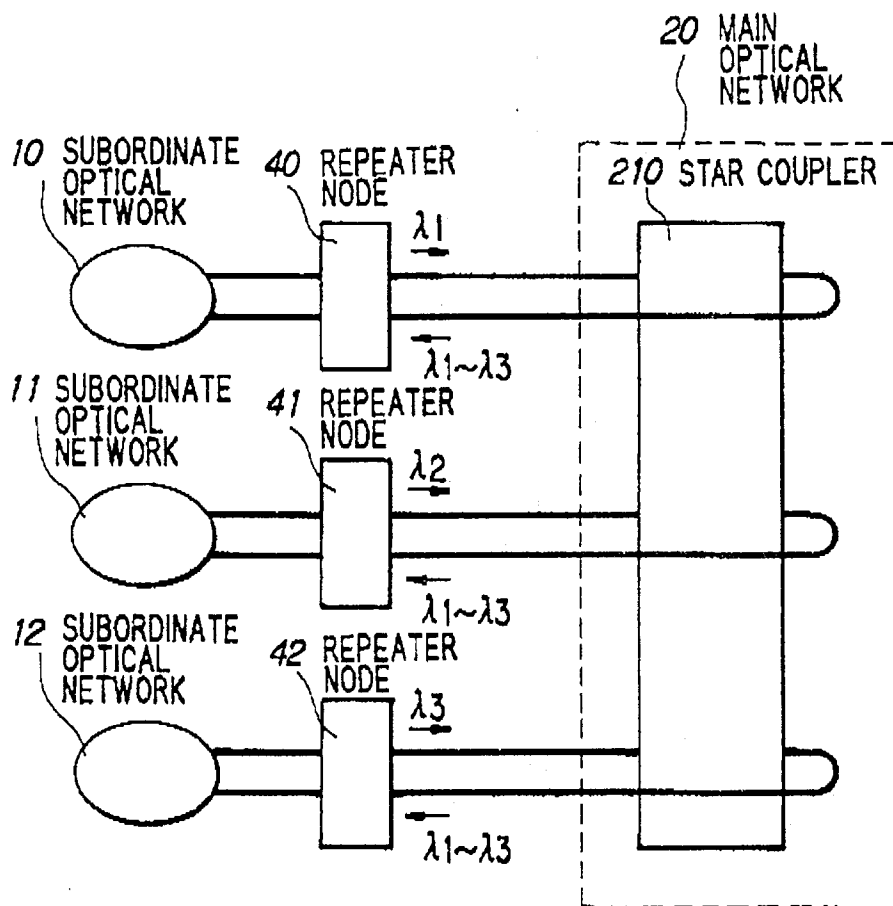 20 MAIN
OPTICAL
NETWORK
10 SUBORDINATE
OPTICAL
NETWORK
40 REPEATER
NODE
210 STAR COUPLER
λ1
λ1~λ3
11 SUBORDINATE
OPTICAL
NETWORK
41 REPEATER
NODE
λ2
λ1~λ3
12 SUBORDINATE
OPTICAL
NETWORK
42 REPEATER
NODE
λ3
λ1~λ3